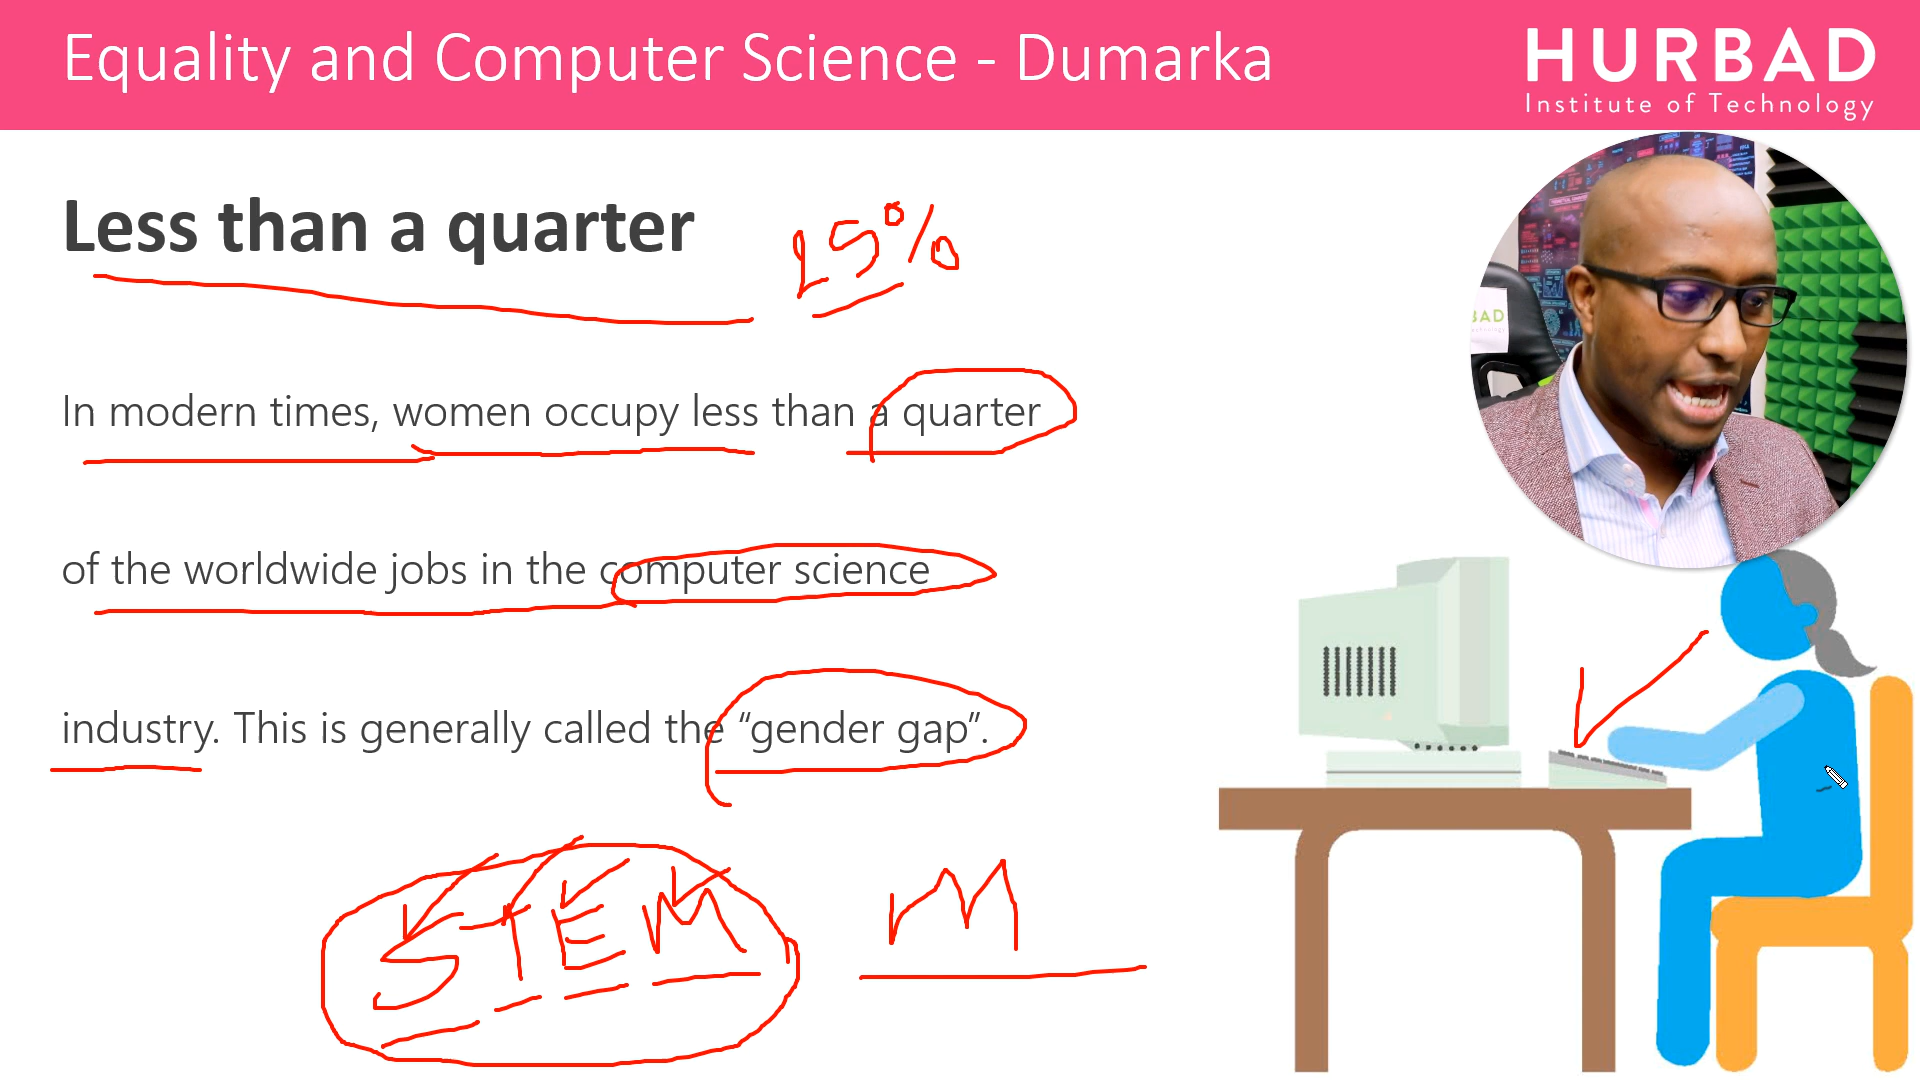 Equality and Computer Science - Dumarka
HURBAD
Institute of Technology
Less than a quarter
25%
In modern times, women occupy less than a quarter
of the worldwide jobs in the computer science
industry. This is generally called the “gender gap”.
STEM
M